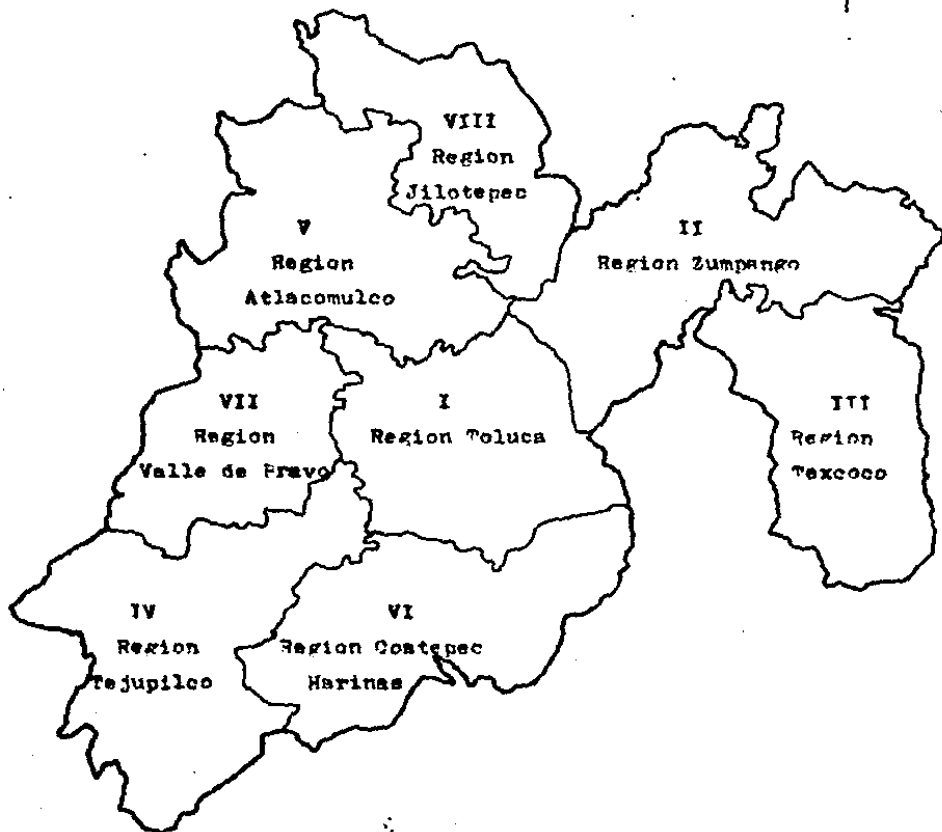 VIII
Region
Jilotepec
II
Region Zumpango
V
Region
Atlacomulco
VII
Region
Valle de Bravo
I
Region Toluca
III
Region
Texcoco
IV
Region
Tejupilco
VI
Region Coatepec
Harinas